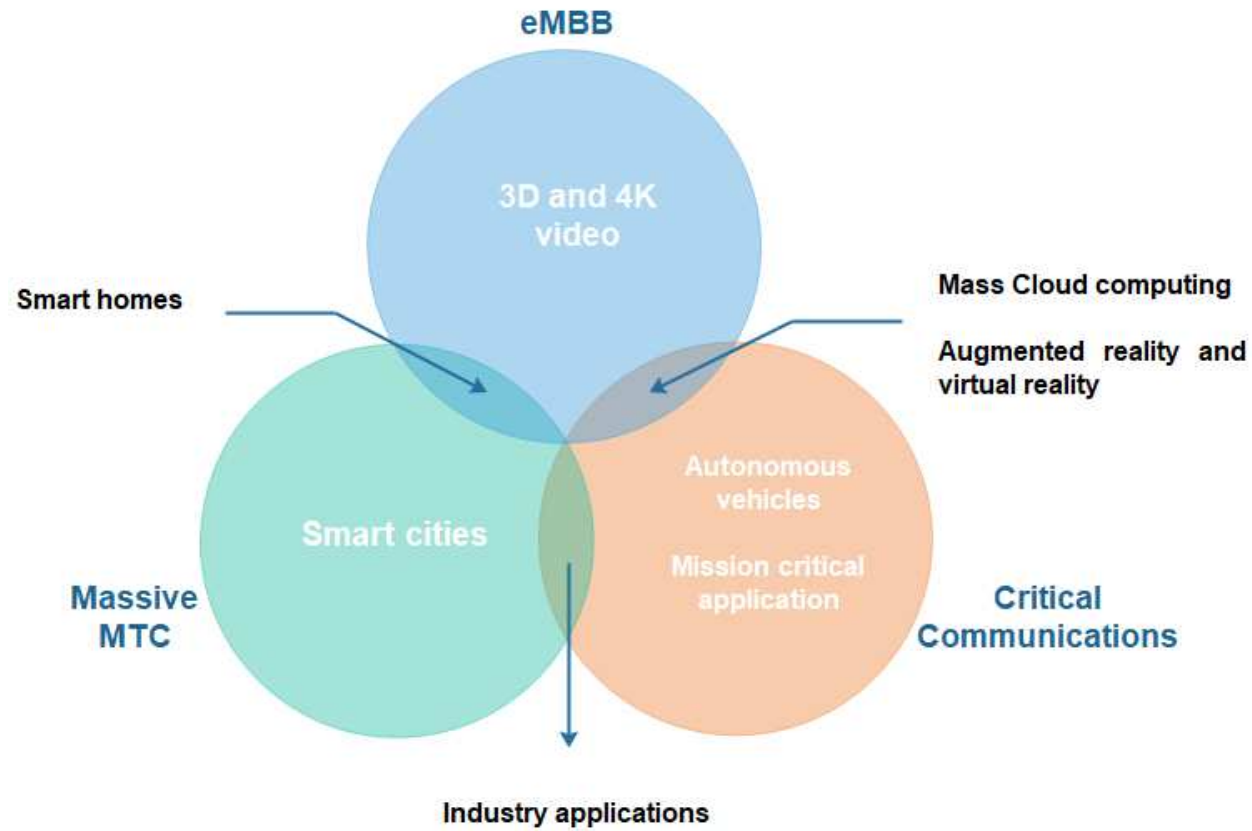 eMBB
3D and 4K
video
Smart homes
Mass Cloud computing
Augmented reality and
virtual reality
Autonomous
vehicles
Smart cities
Mission critical
application
Massive
MTC
Critical
Communications
Industry applications